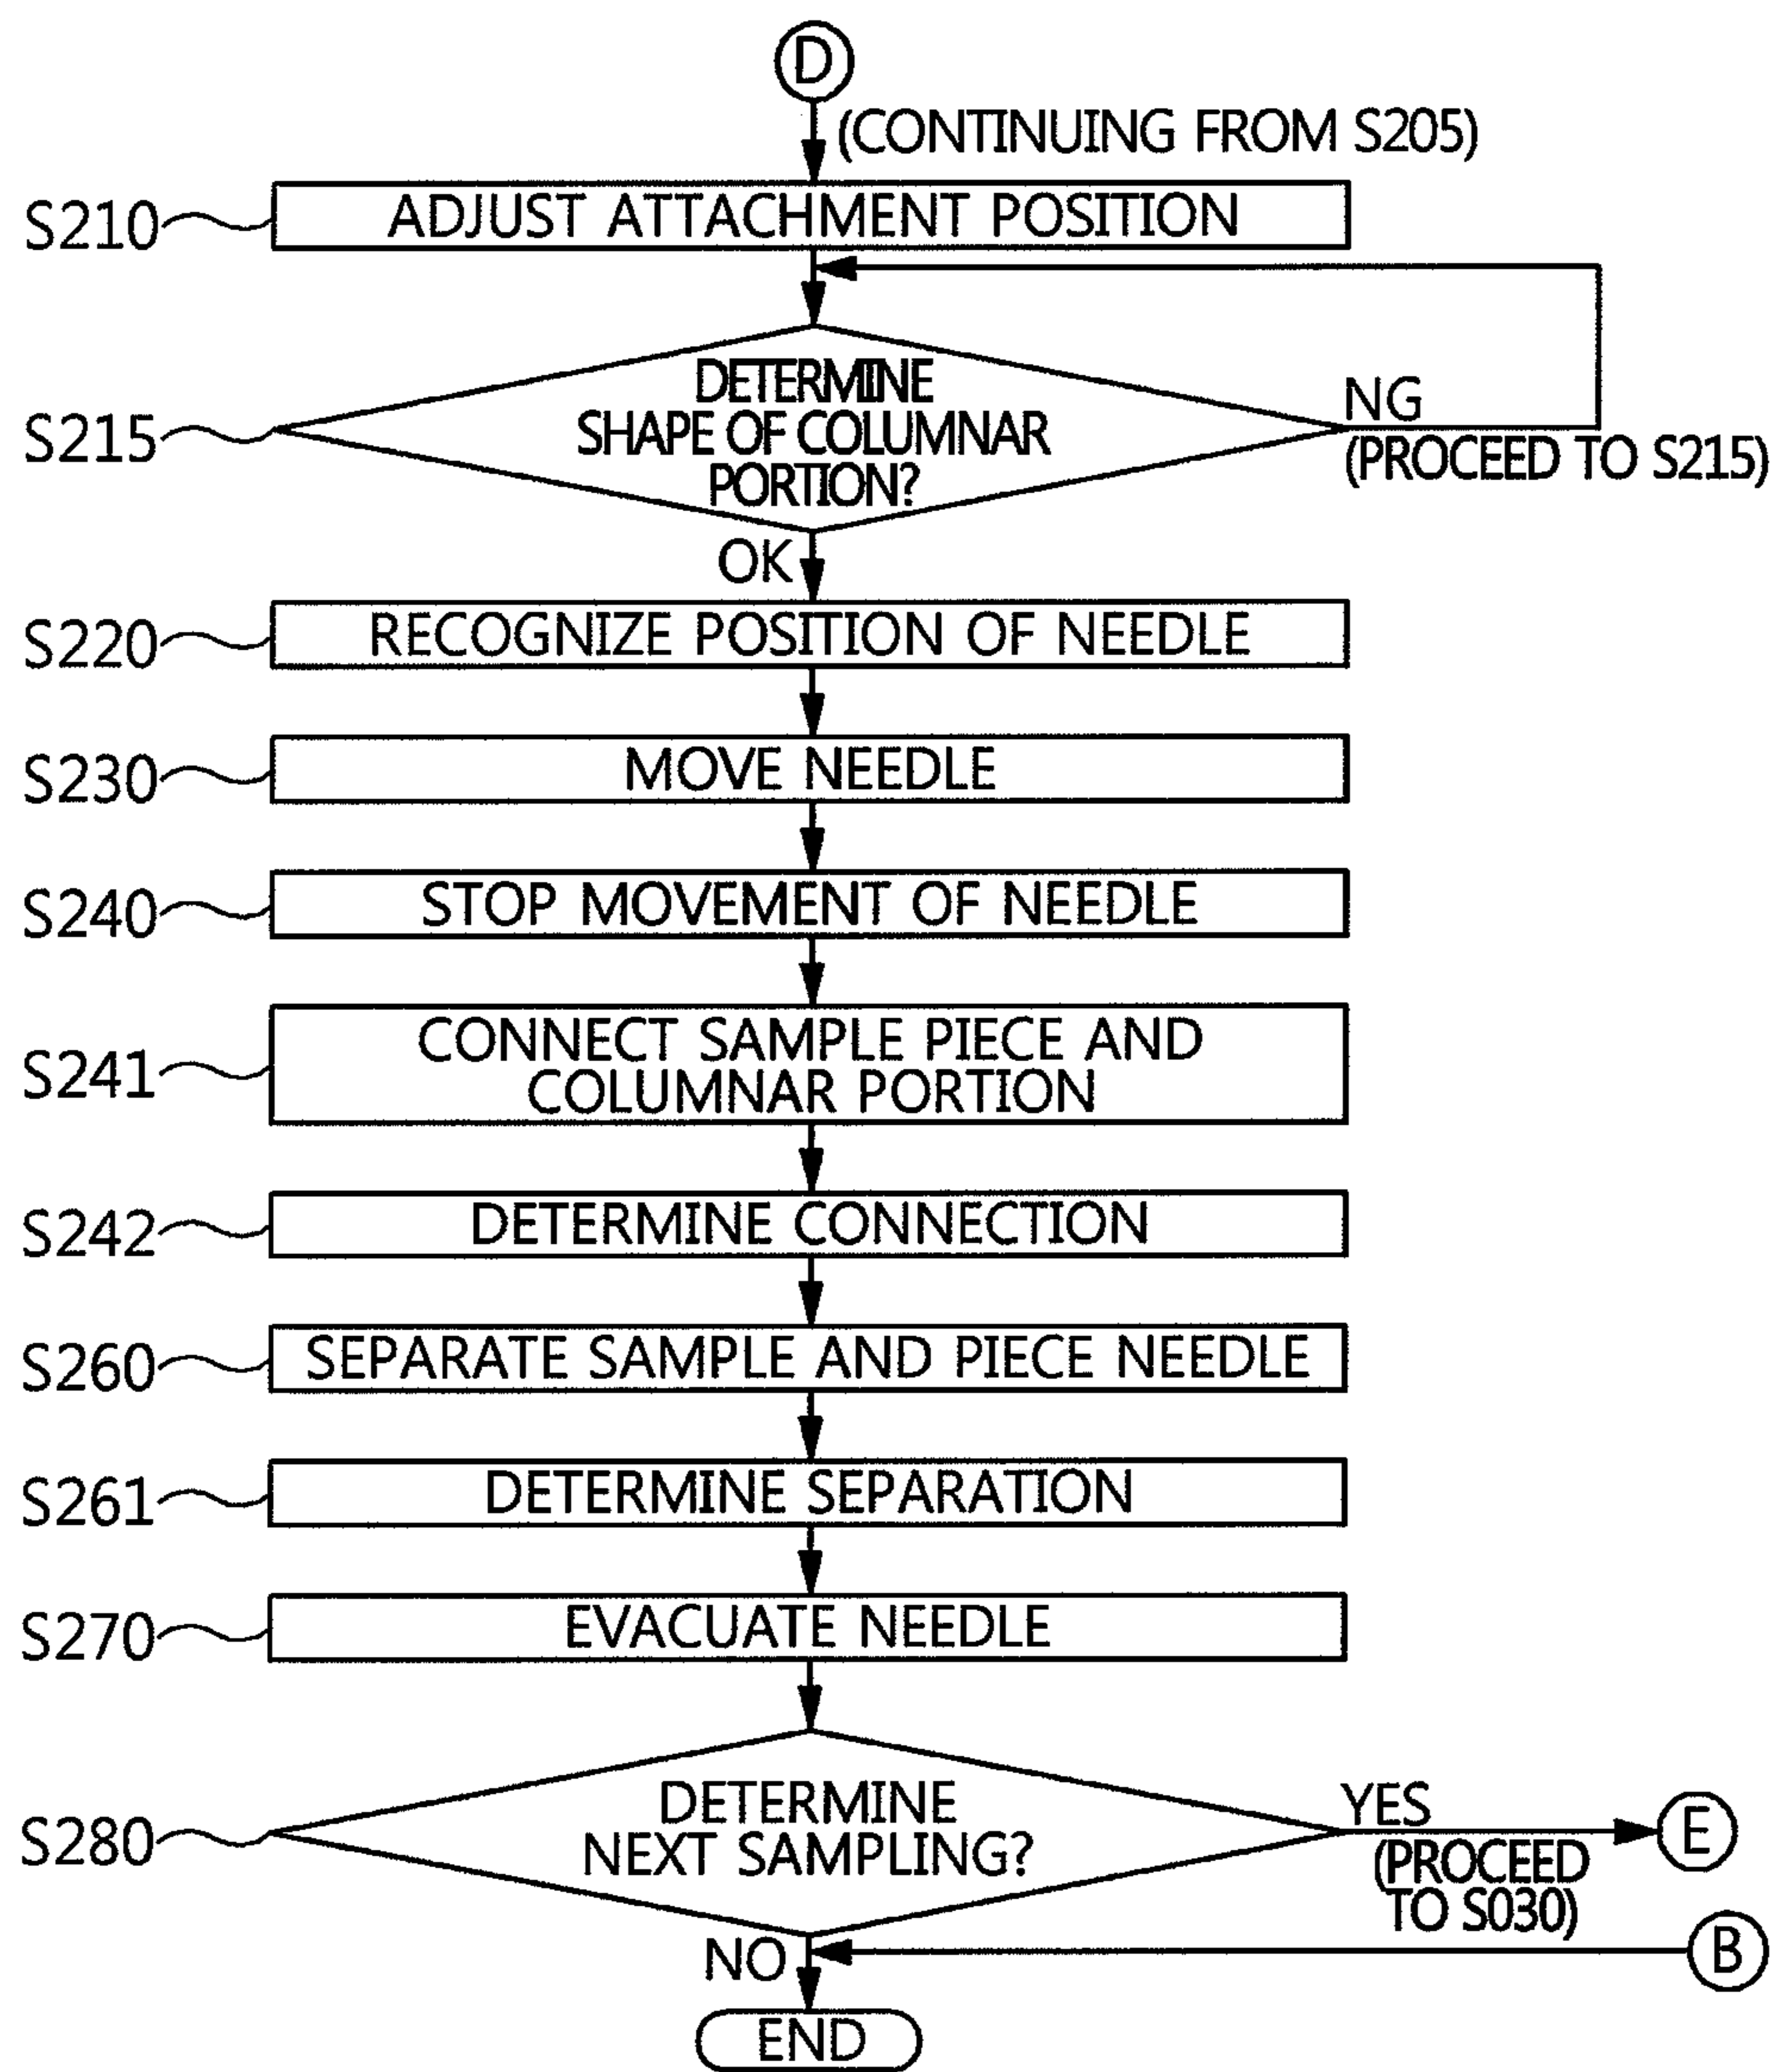 D
(CONTINUING FROM S205)
S210
ADJUST ATTACHMENT POSITION
S215
DETERMINE
SHAPE OF COLUMNAR
PORTION?
NG
(PROCEED TO S215)
OK
S220
RECOGNIZE POSITION OF NEEDLE
S230
MOVE NEEDLE
S240
STOP MOVEMENT OF NEEDLE
S241
CONNECT SAMPLE PIECE AND
COLUMNAR PORTION
S242
DETERMINE CONNECTION
S260
SEPARATE SAMPLE AND PIECE NEEDLE
S261
DETERMINE SEPARATION
S270
EVACUATE NEEDLE
S280
DETERMINE
NEXT SAMPLING?
YES
(PROCEED
TO S030)
E
NO
B
END